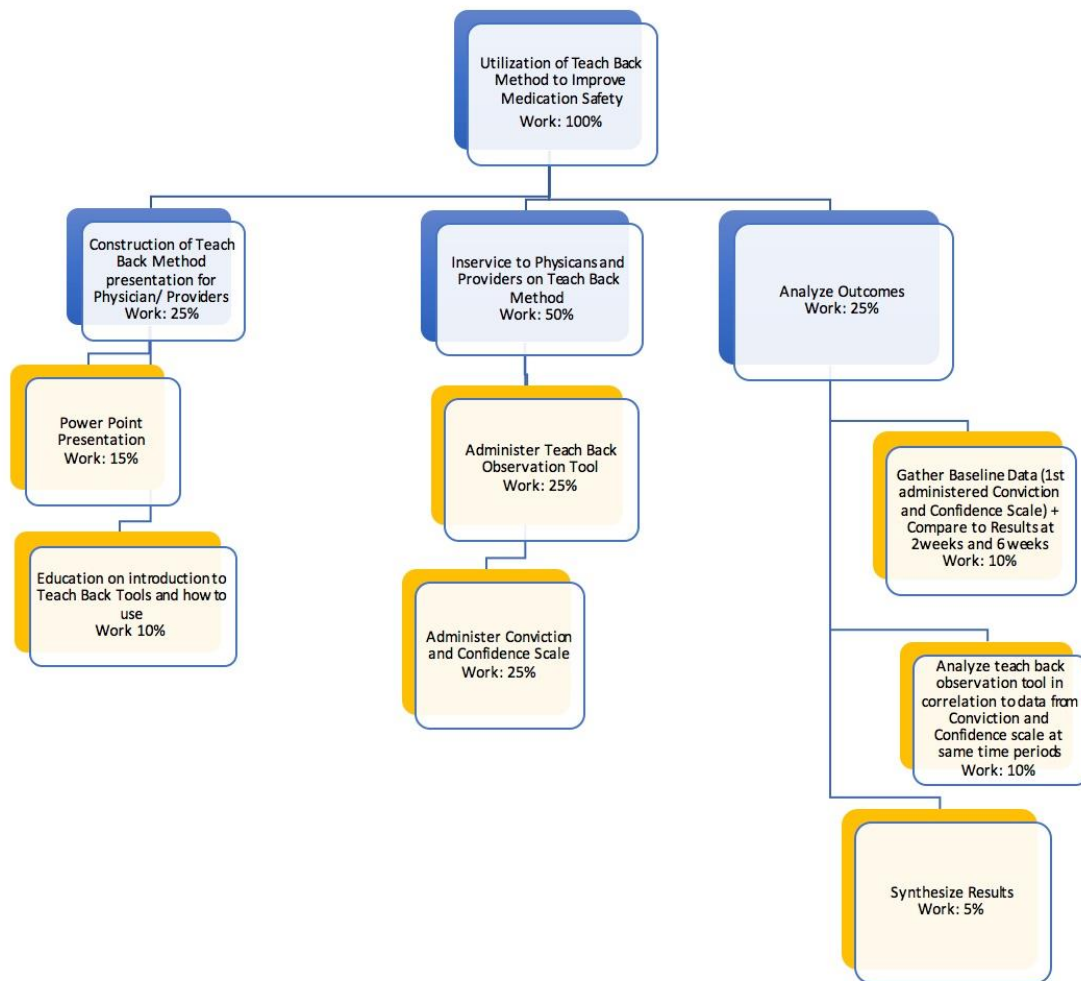 Utilization of Teach Back
Method to Improve
Medication Safety
Work: 100%
Construction of Teach
Back Method
presentation for
Physician/ Providers
Work: 25%
Inservice to Physicans and
Providers on Teach Back
Method
Work: 50%
Analyze Outcomes
Work: 25%
Power Point
Presentation
Work: 15%
Education on introduction to
Teach Back Tools and how to
use
Work 10%
Administer Teach Back
Observation Tool
Work: 25%
Administer Conviction
and Confidence Scale
Work: 25%
Gather Baseline Data (1st
administered Conviction
and Confidence Scale) +
Compare to Results at
2weeks and 6 weeks
Work: 10%
Analyze teach back
observation tool in
correlation to data from
Conviction and
Confidence scale at
same time periods
Work: 10%
Synthesize Results
Work: 5%